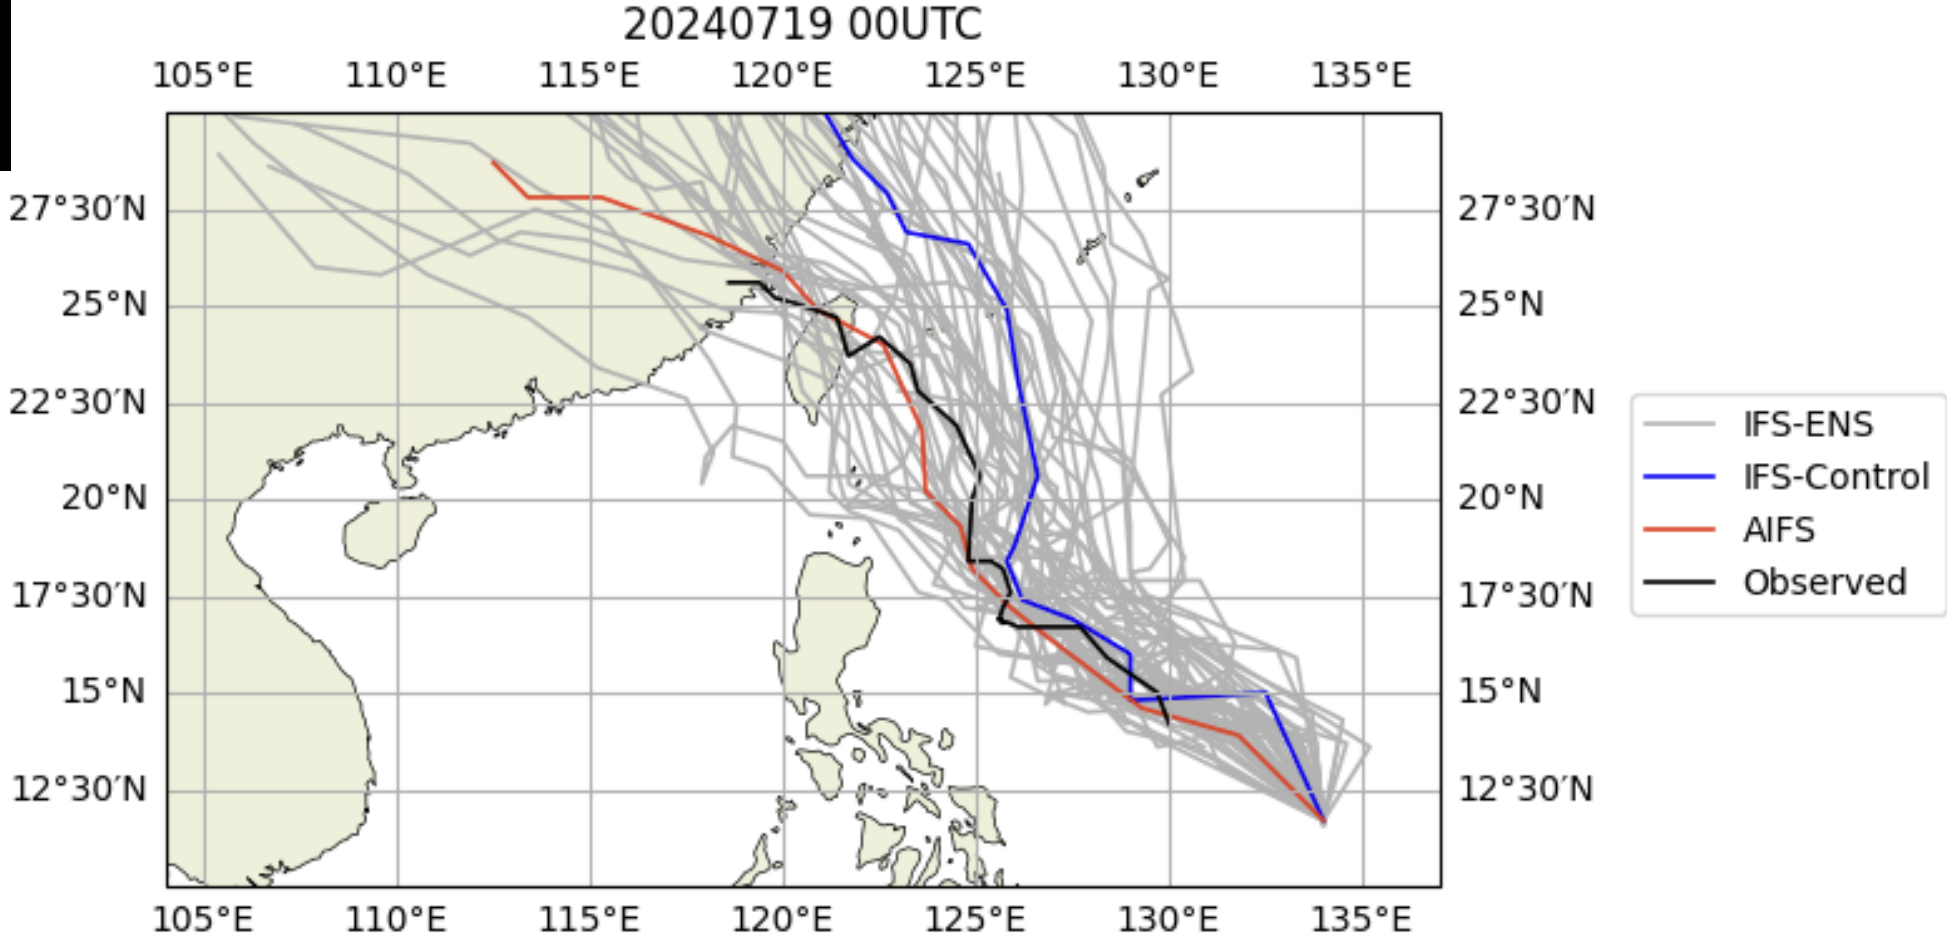 20240719 00UTC
105°E 110°E 115°E 120°E 125°E 130°E 135°E
27°30′N 27°30′N
25°N 25°N
22°30′N 22°30′N
IFS-ENS
IFS-Control
20°N 20°N
AIFS
Observed
17°30′N 17°30′N
15°N 15°N
12°30′N 12°30′N
105°E 110°E 115°E 120°E 125°E 130°E 135°E